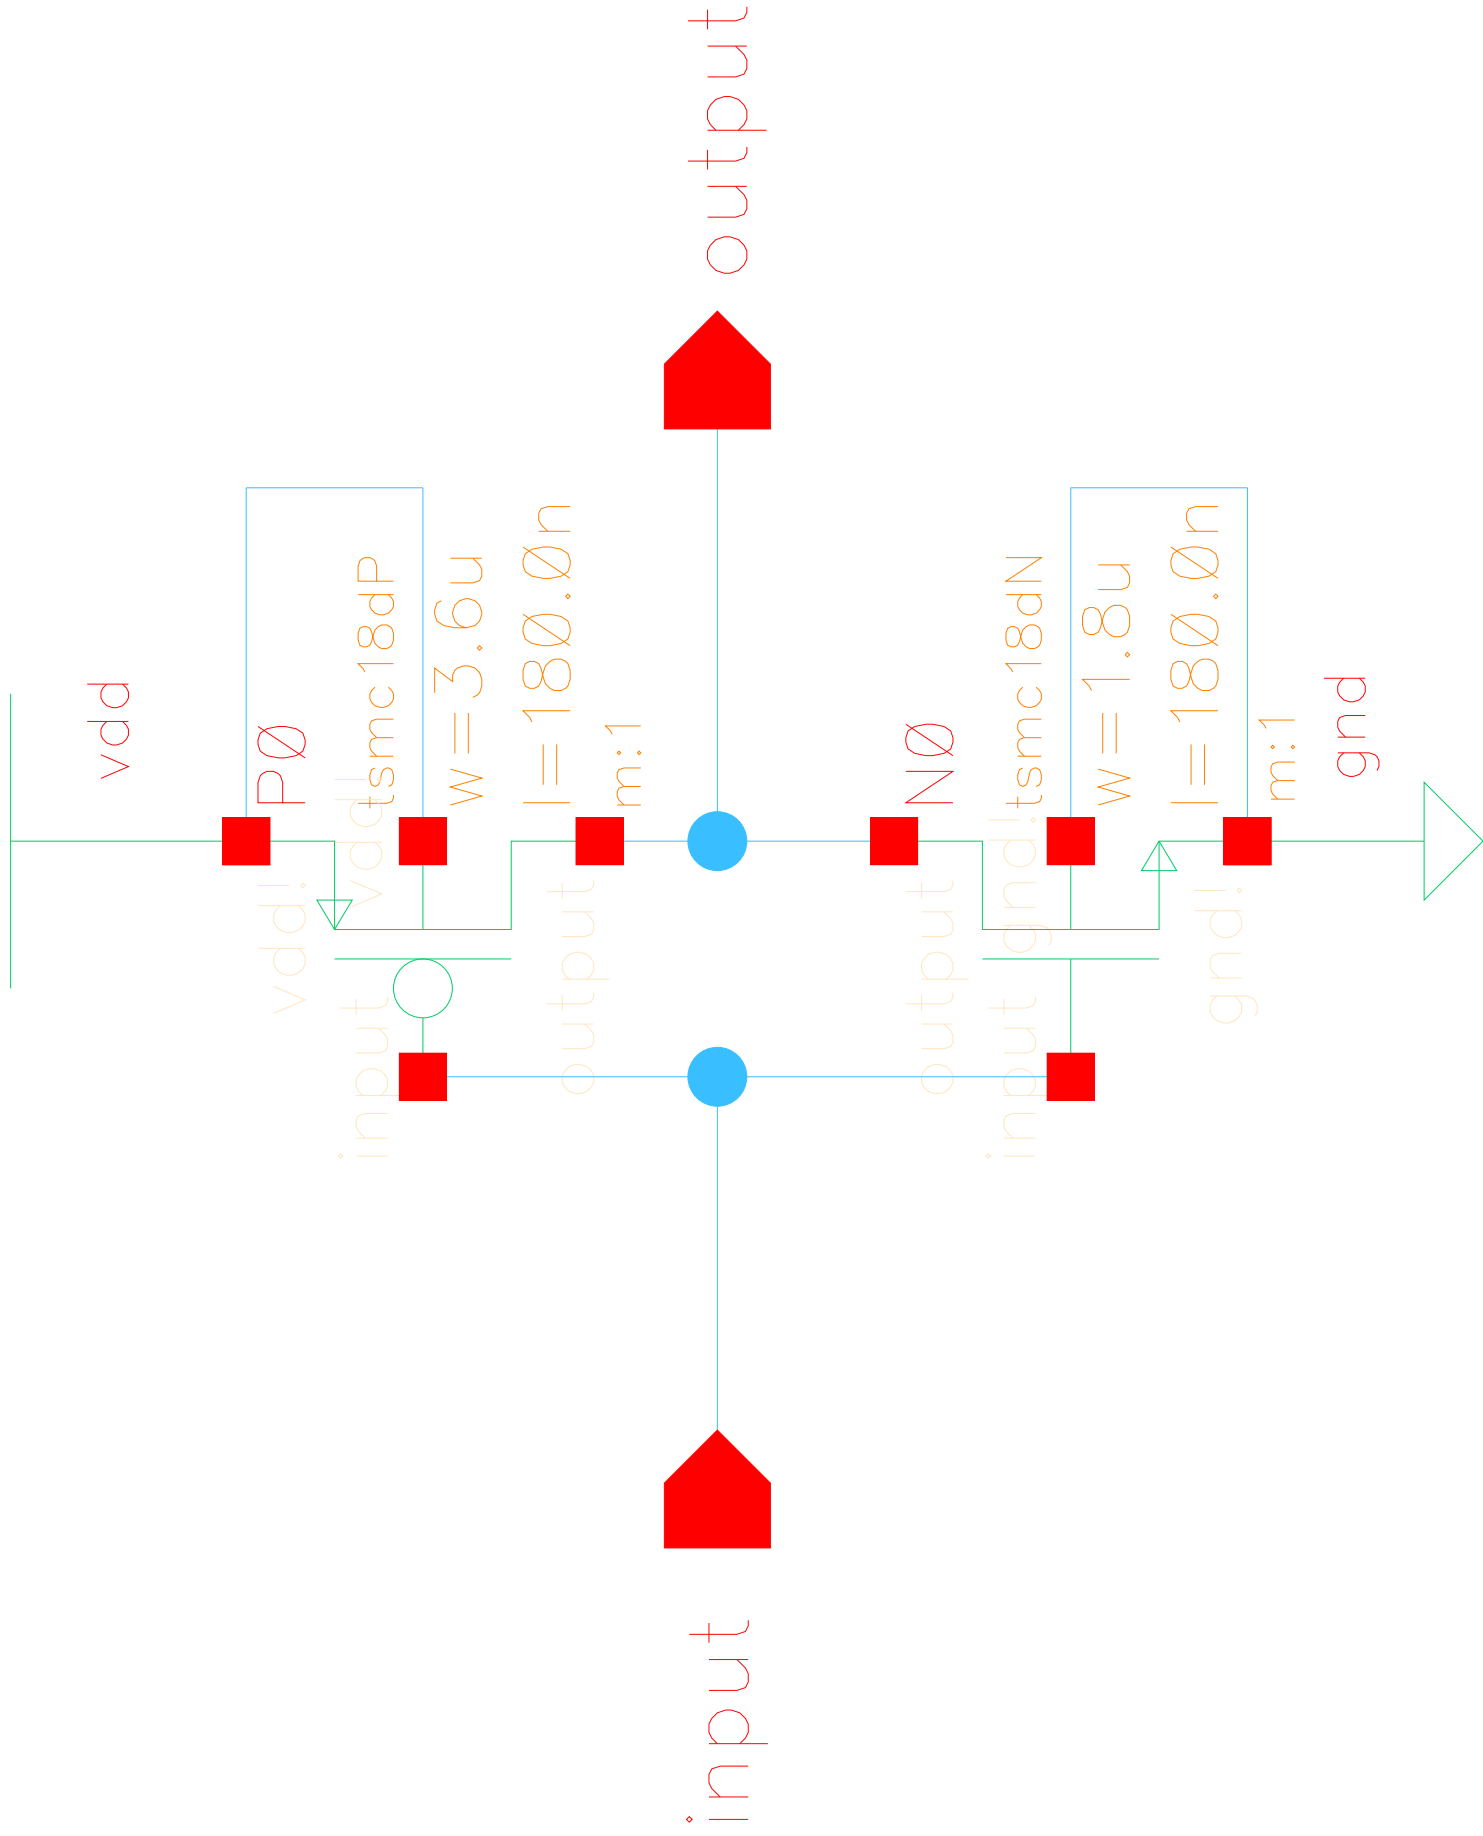 vdd
P0
tsmc18dP
w=3.6u
l=180.0n
m:1
vdd!
vdd!
input
output
output
input
N0
tsmc18dN
w=1.8u
l=180.0n
m:1
gnd
output
gnd!
input
gnd!